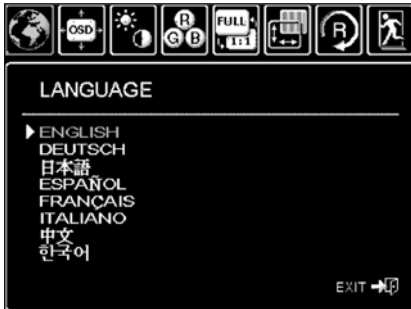 OSD
R
G B
FULL
1:1
R
LANGUAGE
ENGLISH
DEUTSCH
日本語
ESPAÑOL
FRANÇAIS
ITALIANO
中文
한국어
EXIT